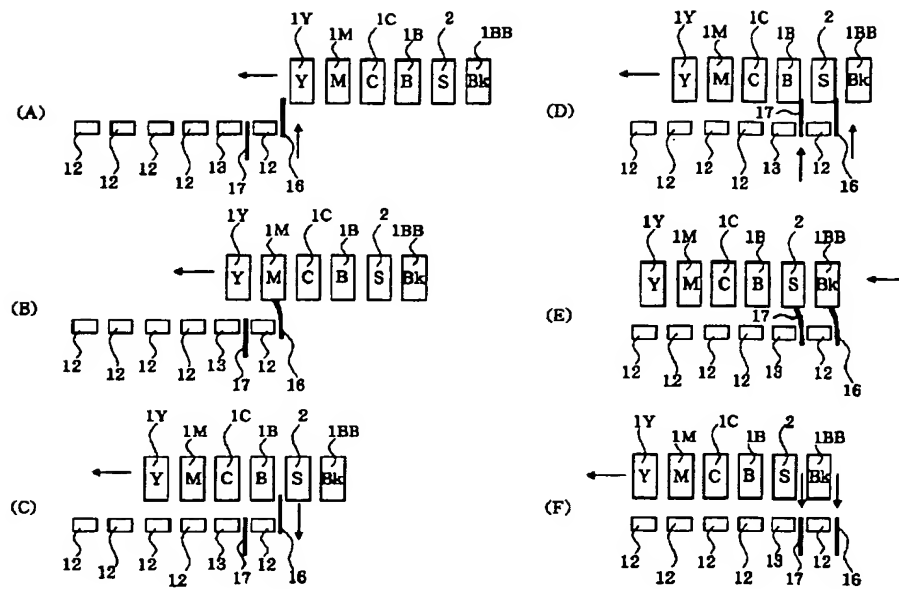 1Y 1M 1C 1B 2 1BB
Y M C B S Bk
(A)
12 12 12 12 13 17 12 16
1Y 1M 1C 1B 2 1BB
Y M C B S Bk
(B)
12 12 12 12 13 17 12 16
1Y 1M 1C 1B 2 1BB
Y M C B S Bk
(C)
12 12 12 12 13 17 12 16
1Y 1M 1C 1B 2 1BB
Y M C B S Bk
(D)
17
12 12 12 12 13 12 16
1Y 1M 1C 1B 2 1BB
Y M C B S Bk
(E)
17
12 12 12 12 13 12 16
1Y 1M 1C 1B 2 1BB
Y M C B S Bk
(F)
12 12 12 12 13 17 12 16